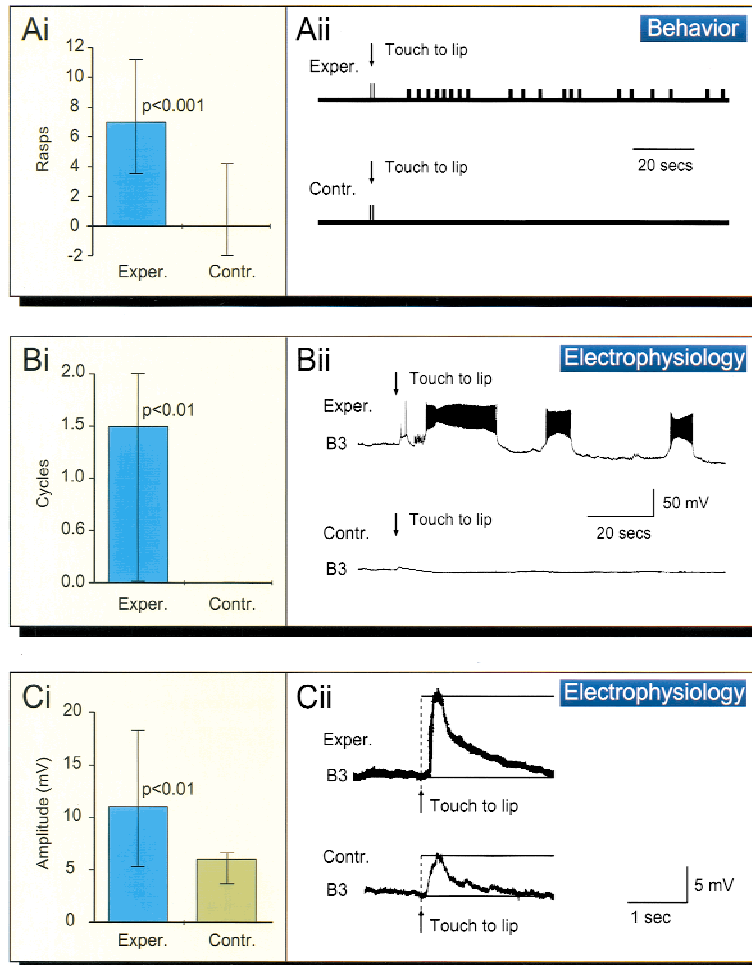 Ai
12
10
8
6
4
2
0
-2
Rasps
p<0.001
Exper.
Contr.
Aii
Behavior
Touch to lip
Exper.
20 secs
Touch to lip
Contr.
Bi
2.0
1.5
1.0
0.6
0.0
Cycles
p<0.01
Exper.
Contr.
Bii
Electrophysiology
Touch to lip
Exper.
B3
50 mV
20 secs
Contr.
Touch to lip
B3
Ci
20
15
10
5
0
Amplitude (mV)
p<0.01
Exper.
Contr.
Cii
Electrophysiology
Exper.
B3
Touch to lip
Contr.
B3
5 mV
1 sec
Touch to lip